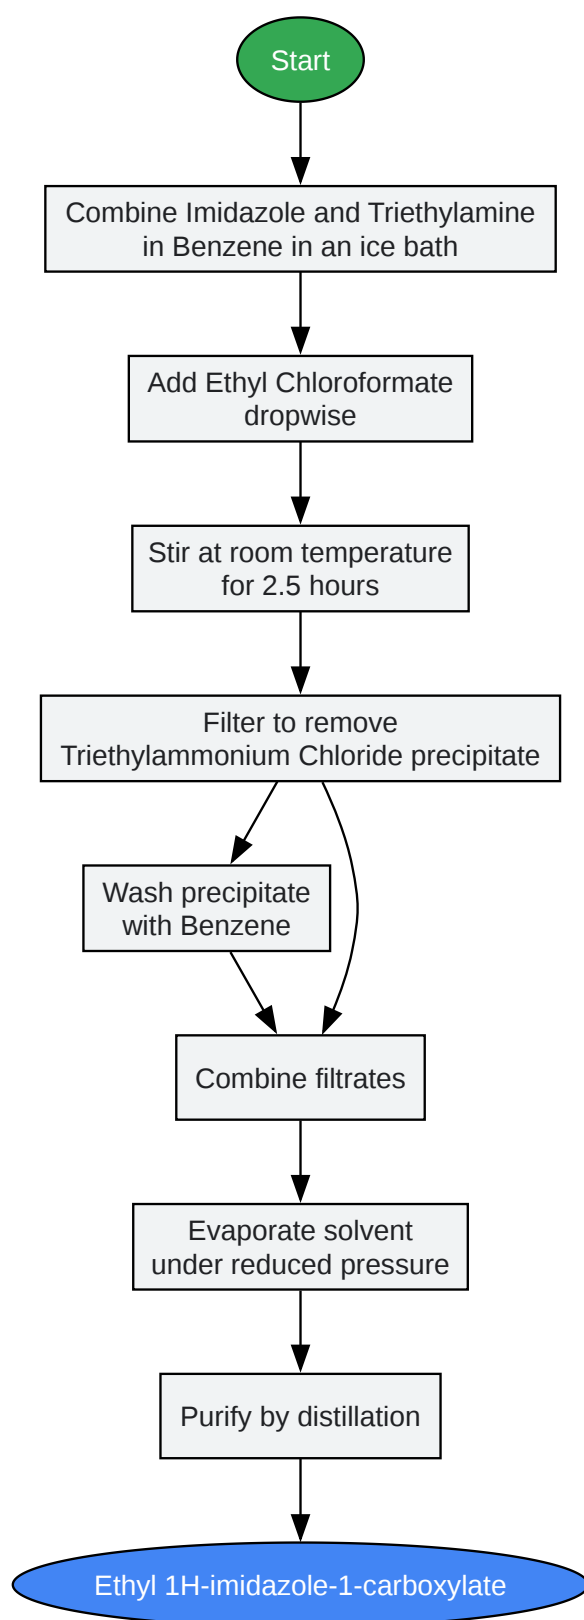 Start
Combine Imidazole and Triethylamine
in Benzene in an ice bath
Add Ethyl Chloroformate
dropwise
Stir at room temperature
for 2.5 hours
Filter to remove
Triethylammonium Chloride precipitate
Wash precipitate
with Benzene
Combine filtrates
Evaporate solvent
under reduced pressure
Purify by distillation
Ethyl 1H-imidazole-1-carboxylate